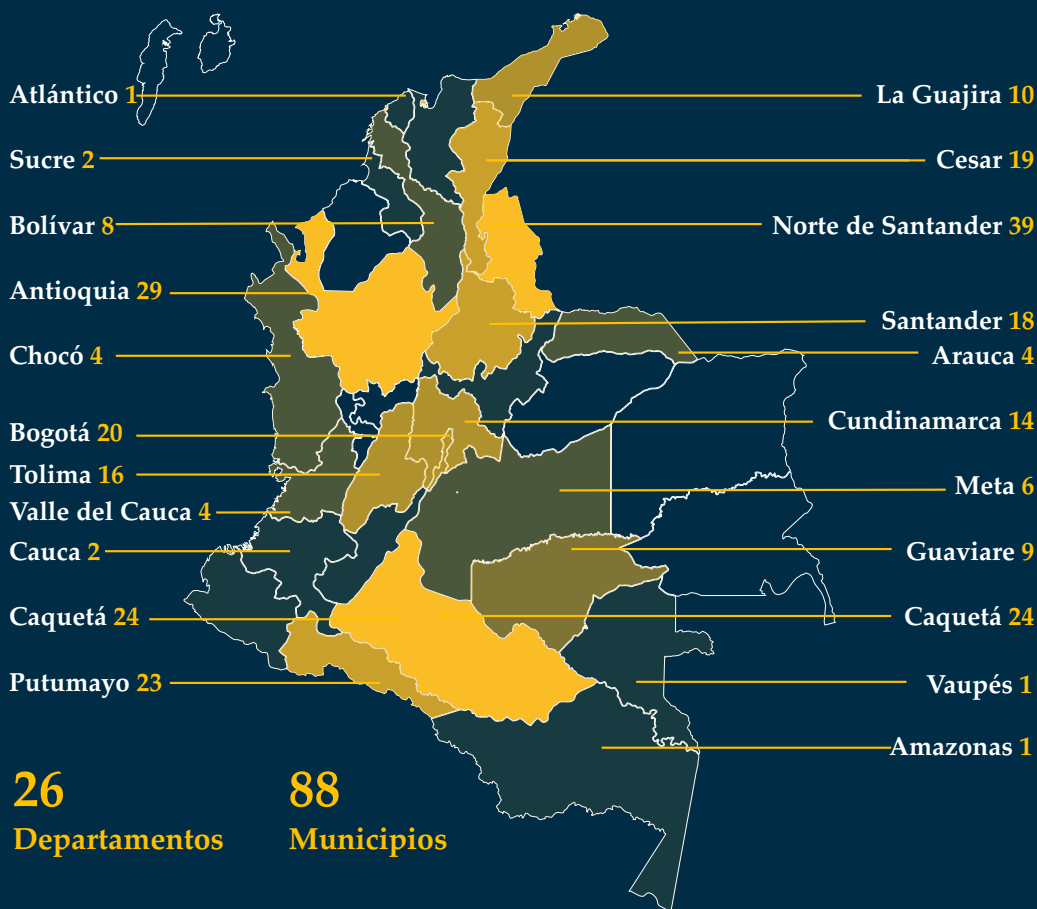 Atlántico 1
La Guajira 10
Sucre 2
Cesar 19
Bolívar 8
Norte de Santander 39
Antioquia 29
Santander 18
Chocó 4
Arauca 4
Bogotá 20
Cundinamarca 14
Tolima 16
Valle del Cauca 4
Meta 6
Cauca 2
Guaviare 9
Caquetá 24
Caquetá 24
Putumayo 23
Vaupés 1
Amazonas 1
26
Departamentos
88
Municipios